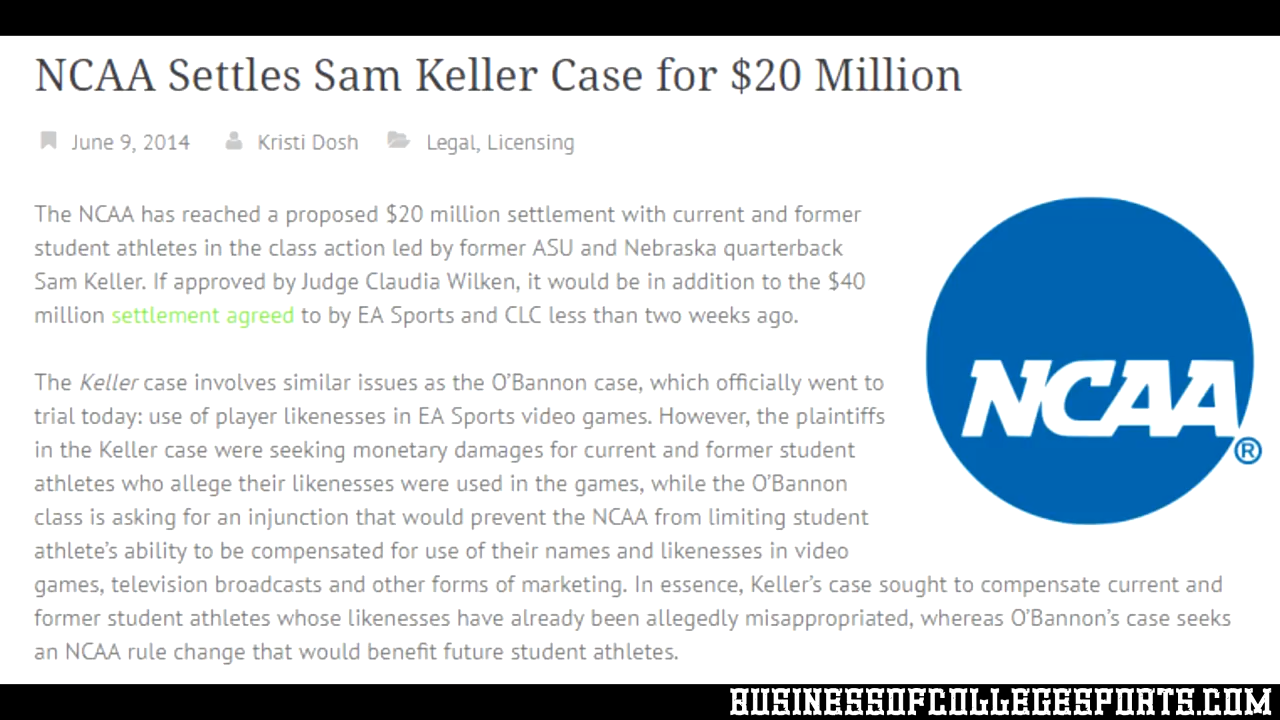 NCAA Settles Sam Keller Case for $20 Million
June 9, 2014 Kristi Dosh Legal, Licensing
The NCAA has reached a proposed $20 million settlement with current and former
student athletes in the class action led by former ASU and Nebraska quarterback
Sam Keller. If approved by Judge Claudia Wilken, it would be in addition to the $40
million settlement agreed to by EA Sports and CLC less than two weeks ago.
The Keller case involves similar issues as the O’Bannon case, which officially went to
trial today: use of player likenesses in EA Sports video games. However, the plaintiffs
in the Keller case were seeking monetary damages for current and former student
athletes who allege their likenesses were used in the games, while the O’Bannon
class is asking for an injunction that would prevent the NCAA from limiting student
athlete’s ability to be compensated for use of their names and likenesses in video
games, television broadcasts and other forms of marketing. In essence, Keller’s case sought to compensate current and
former student athletes whose likenesses have already been allegedly misappropriated, whereas O’Bannon’s case seeks
an NCAA rule change that would benefit future student athletes.
NCAA ®
BUSINESSOFCOLLEGESPORTS.COM